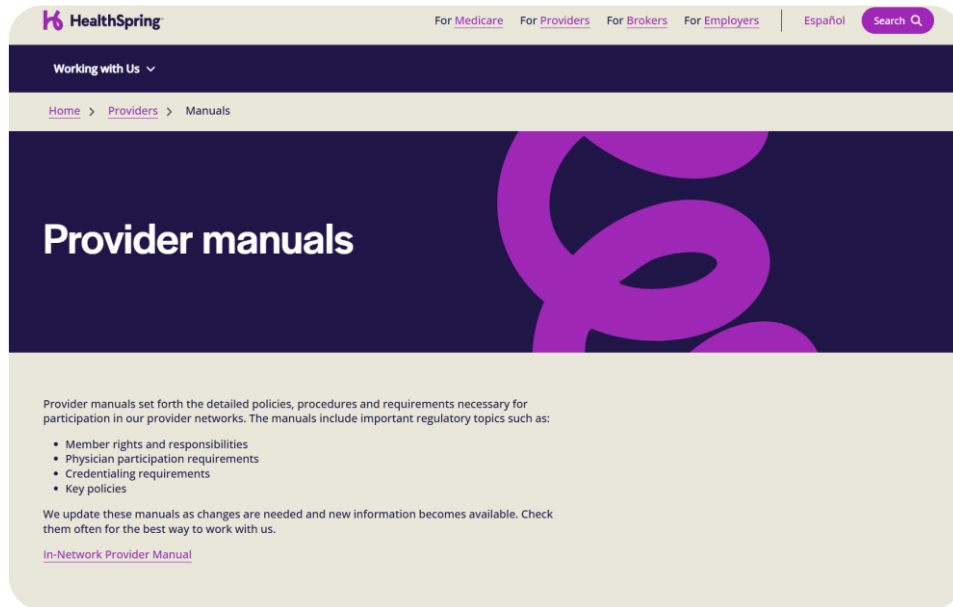 HealthSpring
For Medicare For Providers For Brokers For Employers Español Search
Working with Us
Home > Providers > Manuals
Provider manuals
Provider manuals set forth the detailed policies, procedures and requirements necessary for
participation in our provider networks. The manuals include important regulatory topics such as:
• Member rights and responsibilities
• Physician participation requirements
• Credentialing requirements
• Key policies
We update these manuals as changes are needed and new information becomes available. Check
them often for the best way to work with us.
In-Network Provider Manual